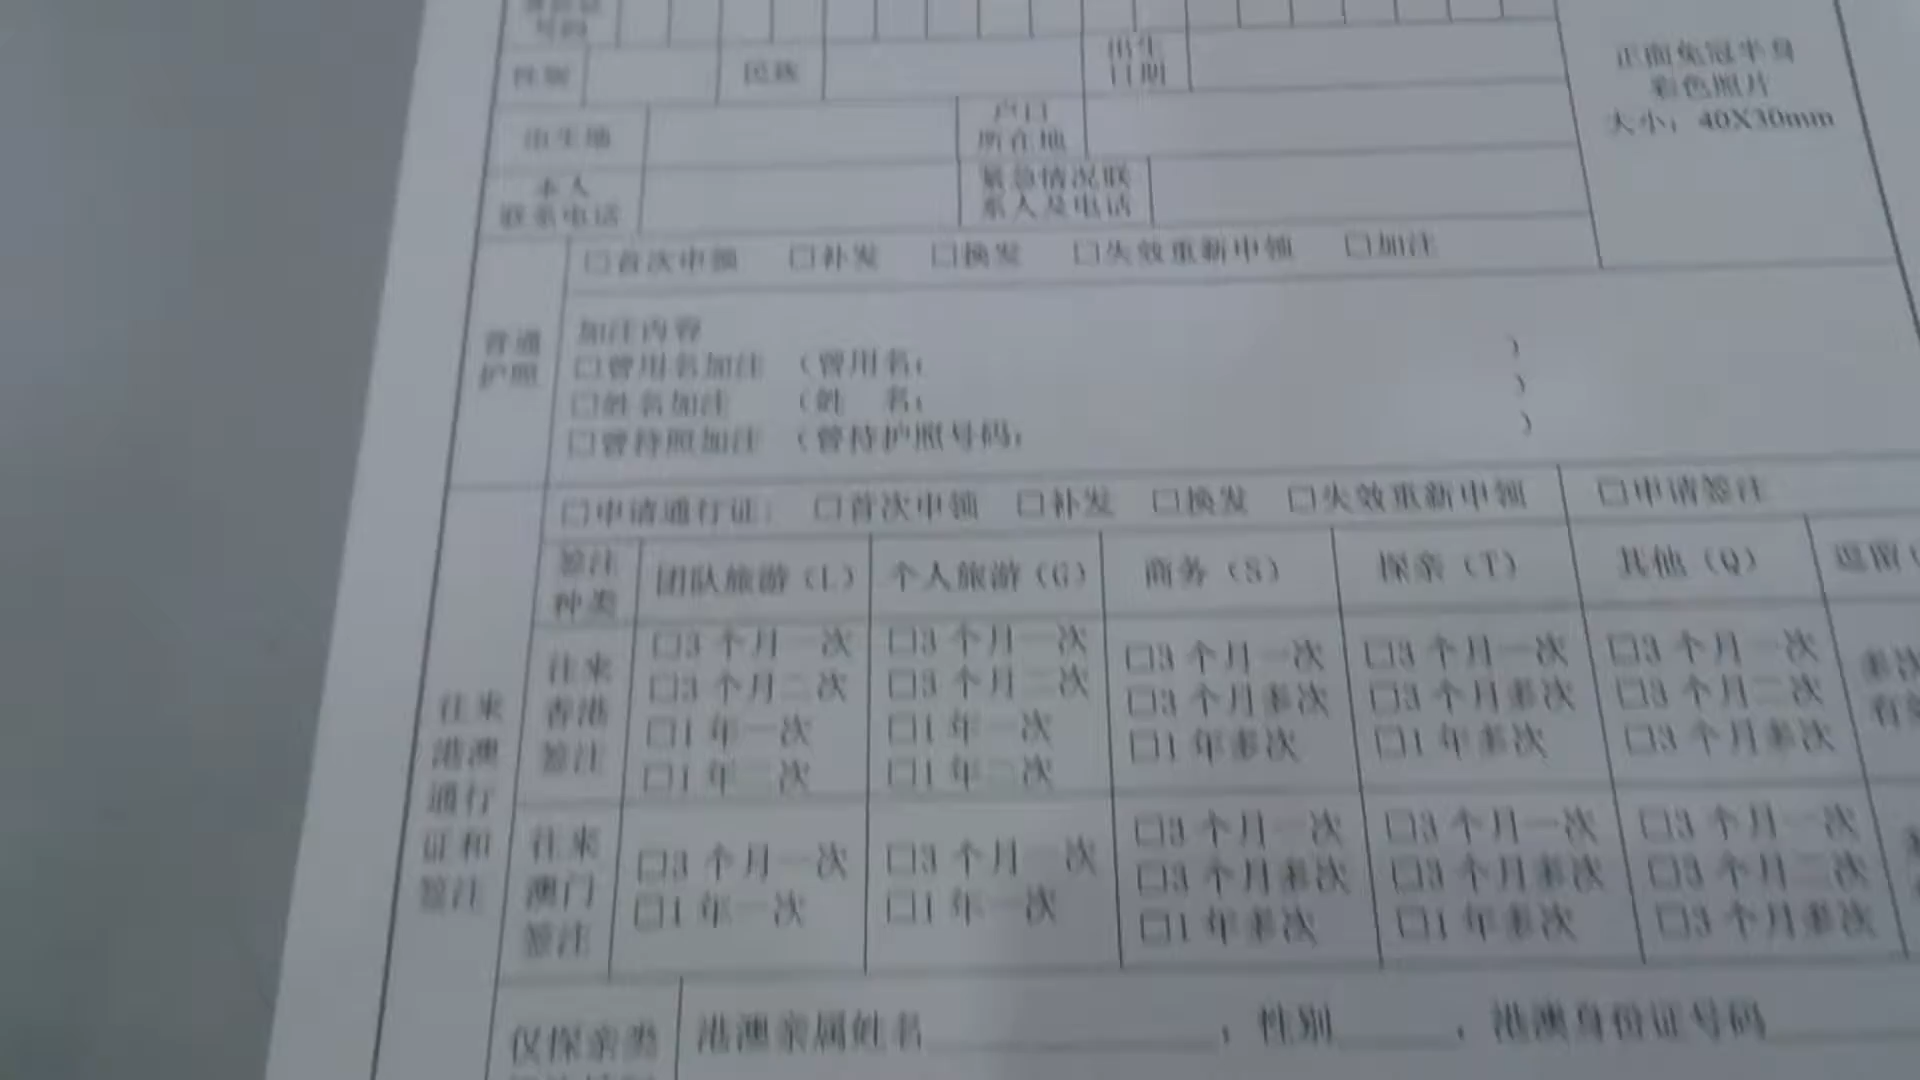 号码
性别
民族
出生
日期
正面免冠半身
彩色照片
大小：40X30mm
出生地
户口
所在地
本人
联系电话
紧急情况联
系人及电话
普通
护照
□首次申领 □补发 □换发 □失效重新申领 □加注
加注内容
□曾用名加注 （曾用名： ）
□姓名加注 （姓 名： ）
□曾持照加注 （曾持护照号码： ）
往来
港澳
通行
证和
签注
□申请通行证： □首次申领 □补发 □换发 □失效重新申领 □申请签注
签注
种类
团队旅游（L）
个人旅游（G）
商务（S）
探亲（T）
其他（Q）
逗留（
往来
香港
签注
□3 个月一次
□3 个月二次
□1 年一次
□1 年二次
□3 个月一次
□3 个月二次
□1 年一次
□1 年二次
□3 个月一次
□3 个月多次
□1 年多次
□3 个月一次
□3 个月多次
□1 年多次
□3 个月一次
□3 个月二次
□3 个月多次
多次
有效
往来
澳门
签注
□3 个月一次
□1 年一次
□3 个月一次
□1 年一次
□3 个月一次
□3 个月多次
□1 年多次
□3 个月一次
□3 个月多次
□1 年多次
□3 个月一次
□3 个月二次
□3 个月多次
仅探亲类
港澳亲属姓名 ，性别 ，港澳身份证号码